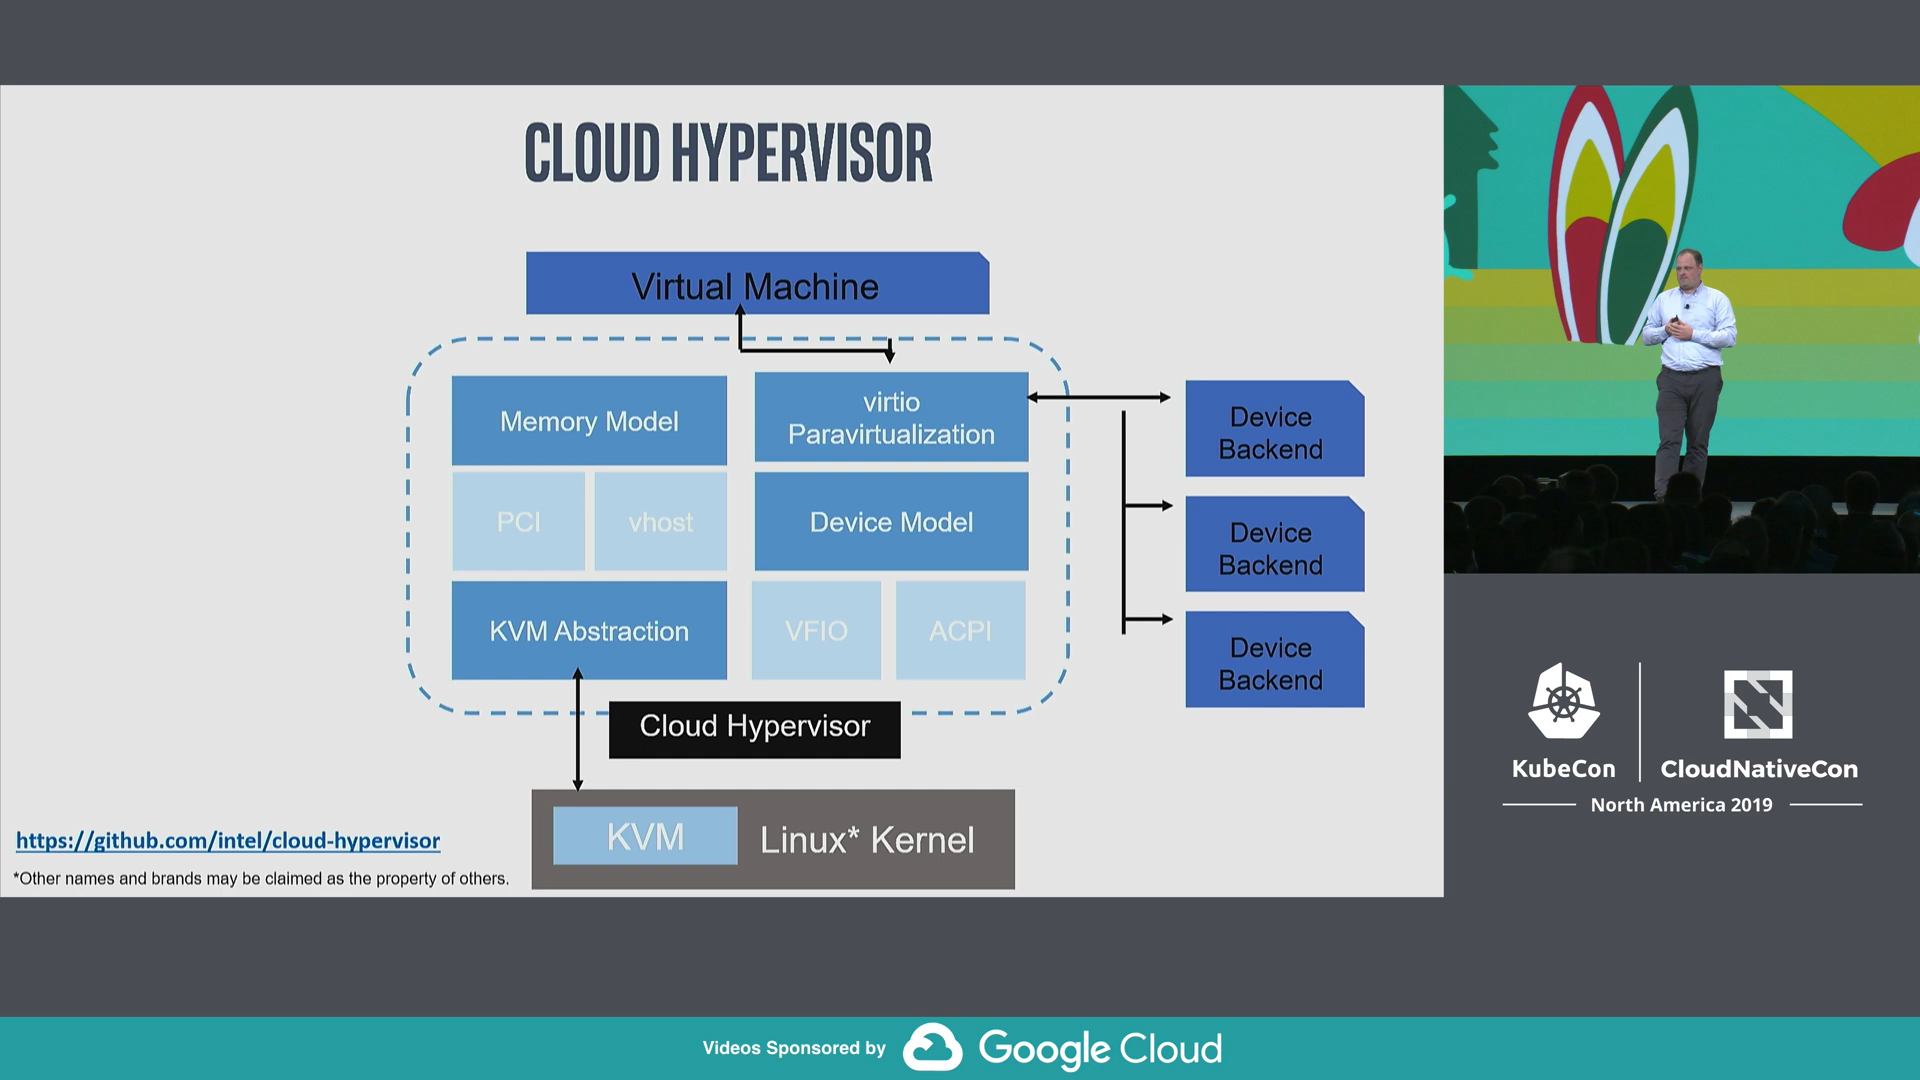 CLOUD HYPERVISOR
Virtual Machine
Memory Model
virtio
Paravirtualization
PCI
vhost
Device Model
KVM Abstraction
VFIO
ACPI
Device
Backend
Device
Backend
Device
Backend
Cloud Hypervisor
KVM
Linux* Kernel
https://github.com/intel/cloud-hypervisor
*Other names and brands may be claimed as the property of others.
KubeCon
CloudNativeCon
North America 2019
Videos Sponsored by
Google Cloud